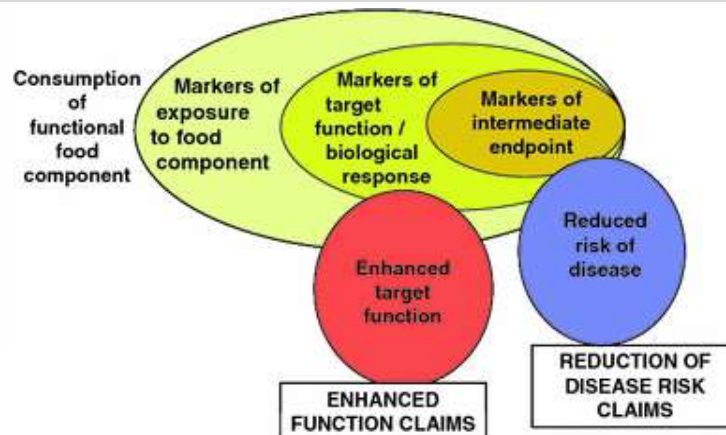 Consumption
of
functional
food
component
Markers of
exposure
to food
component
Markers of
target
function /
biological
response
Markers of
intermediate
endpoint
Enhanced
target
function
Reduced
risk of
disease
ENHANCED
FUNCTION CLAIMS
REDUCTION OF
DISEASE RISK
CLAIMS